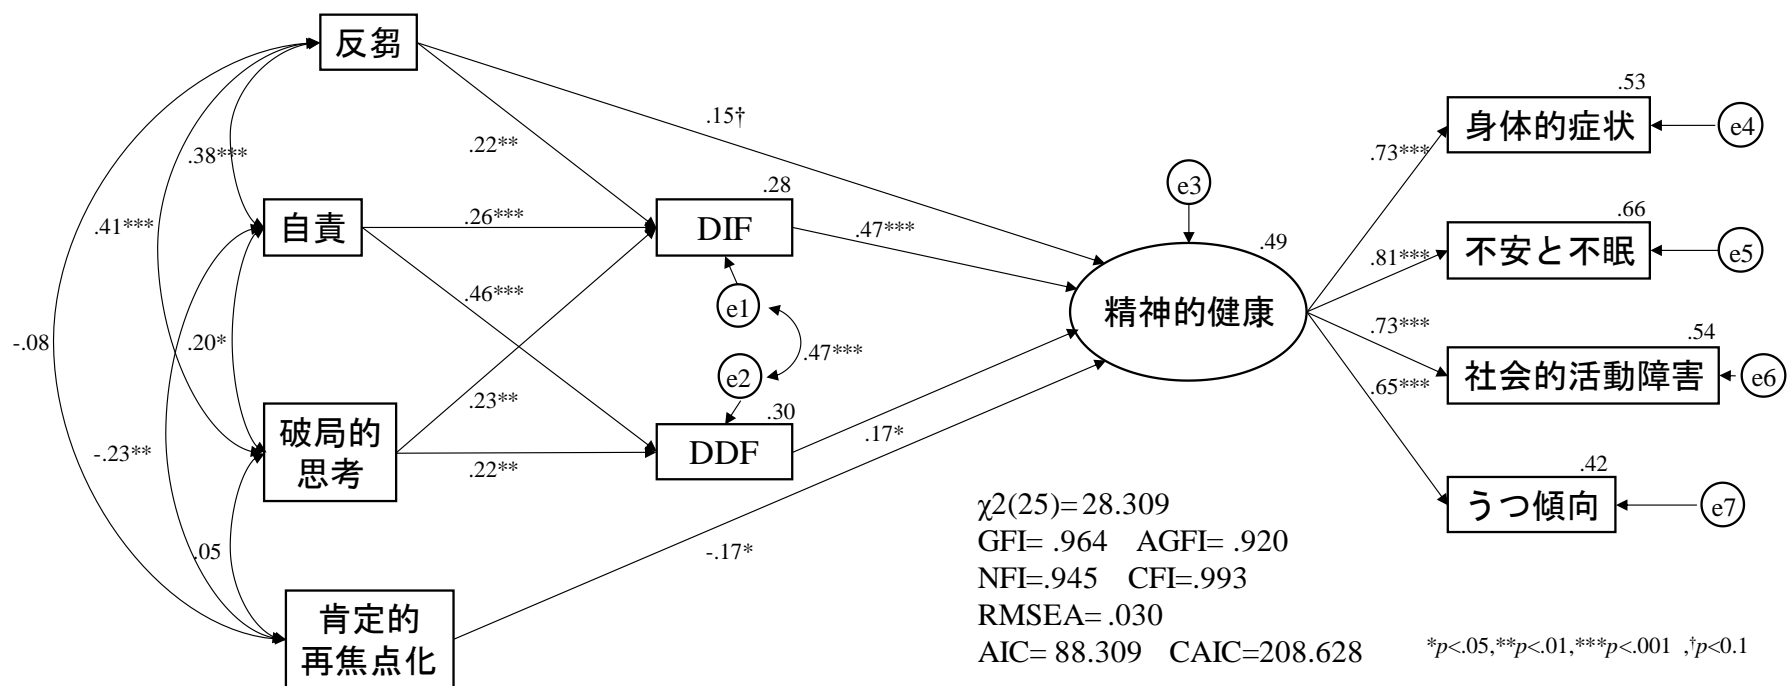 反芻
.53
身体的症状
e4
.15†
.73***
.22**
.38***
e3
.28
.66
自責
.26***
DIF
.47***
.49
不安と不眠
e5
.41***
.81***
.46***
e1
精神的健康
-.08
.20*
.47***
.73***
.54
社会的活動障害
e6
e2
.65***
.23**
.30
破局的
思考
.17*
-.23**
.22**
DDF
.42
うつ傾向
e7
.05
-.17*
肯定的
再焦点化
χ2(25)=28.309
GFI= .964 AGFI= .920
NFI=.945 CFI=.993
RMSEA= .030
AIC= 88.309 CAIC=208.628
*p<.05,**p<.01,***p<.001 ,†p<0.1